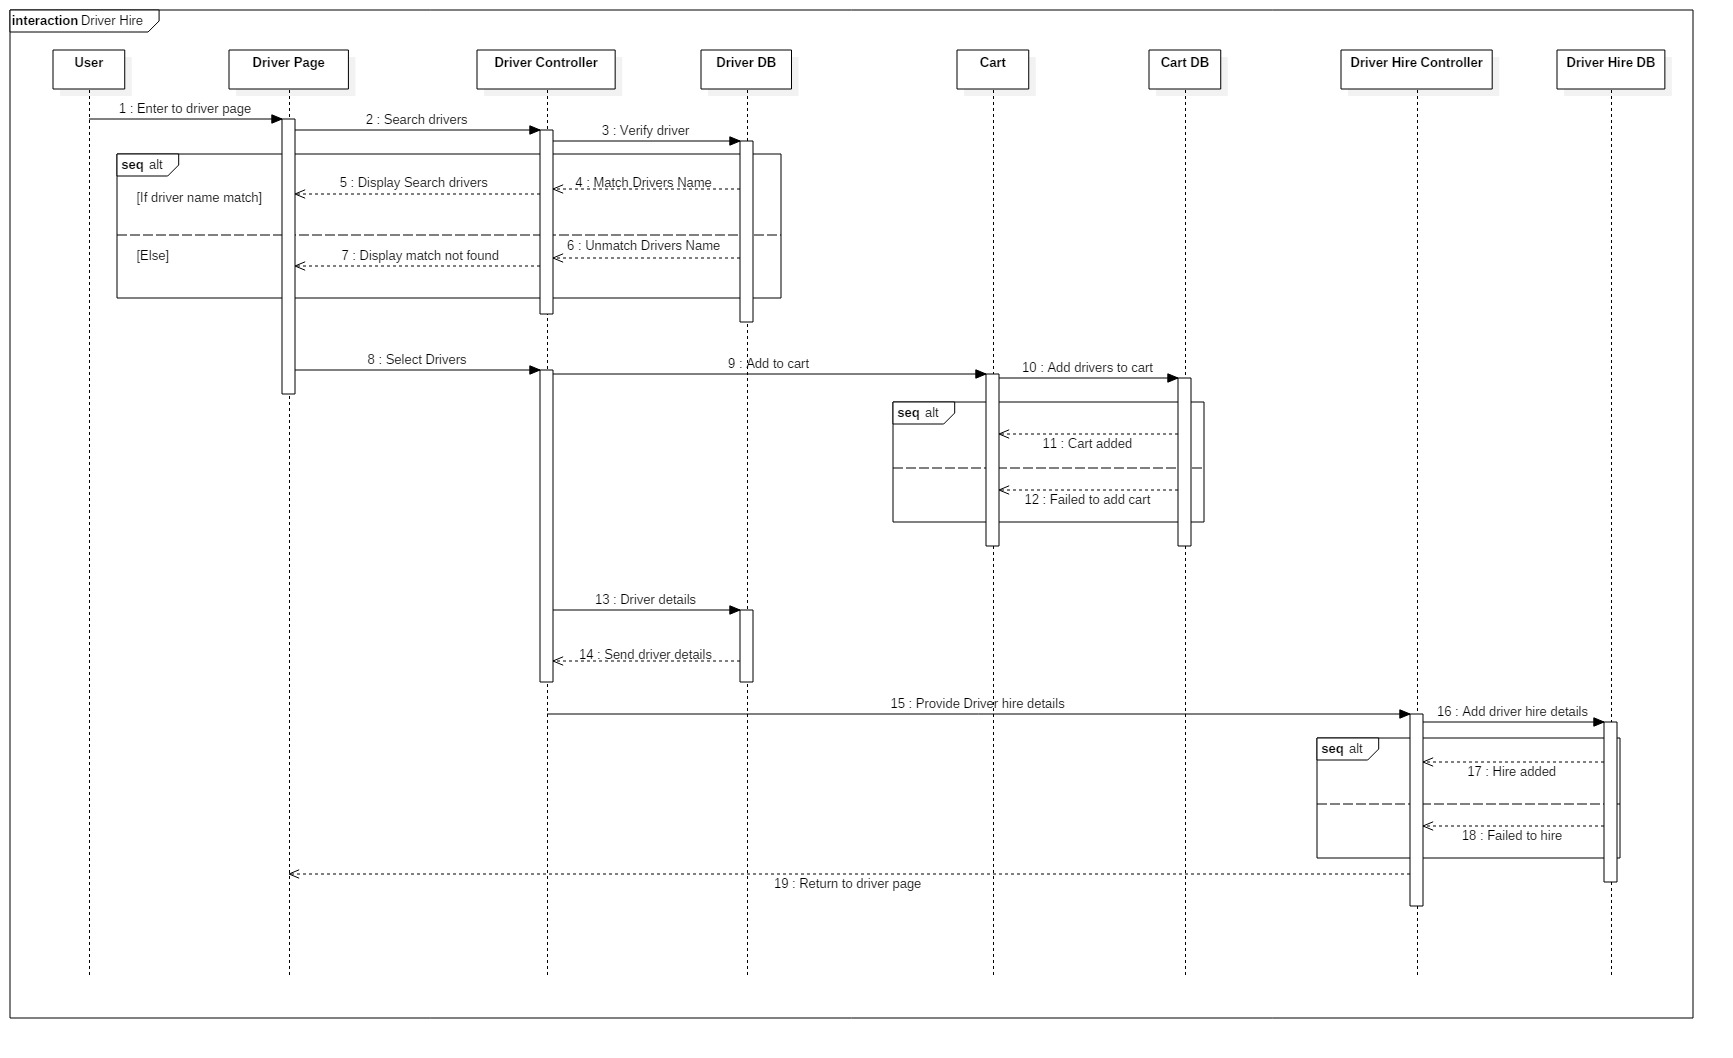 interaction Driver Hire
User
Driver Page
Driver Controller
Driver DB
Cart
Cart DB
Driver Hire Controller
Driver Hire DB
1 : Enter to driver page
2 : Search drivers
3 : Verify driver
seq alt
[If driver name match]
4 : Match Drivers Name
5 : Display Search drivers
[Else]
6 : Unmatch Drivers Name
7 : Display match not found
8 : Select Drivers
9 : Add to cart
10 : Add drivers to cart
seq alt
11 : Cart added
12 : Failed to add cart
13 : Driver details
14 : Send driver details
15 : Provide Driver hire details
16 : Add driver hire details
seq alt
17 : Hire added
18 : Failed to hire
19 : Return to driver page